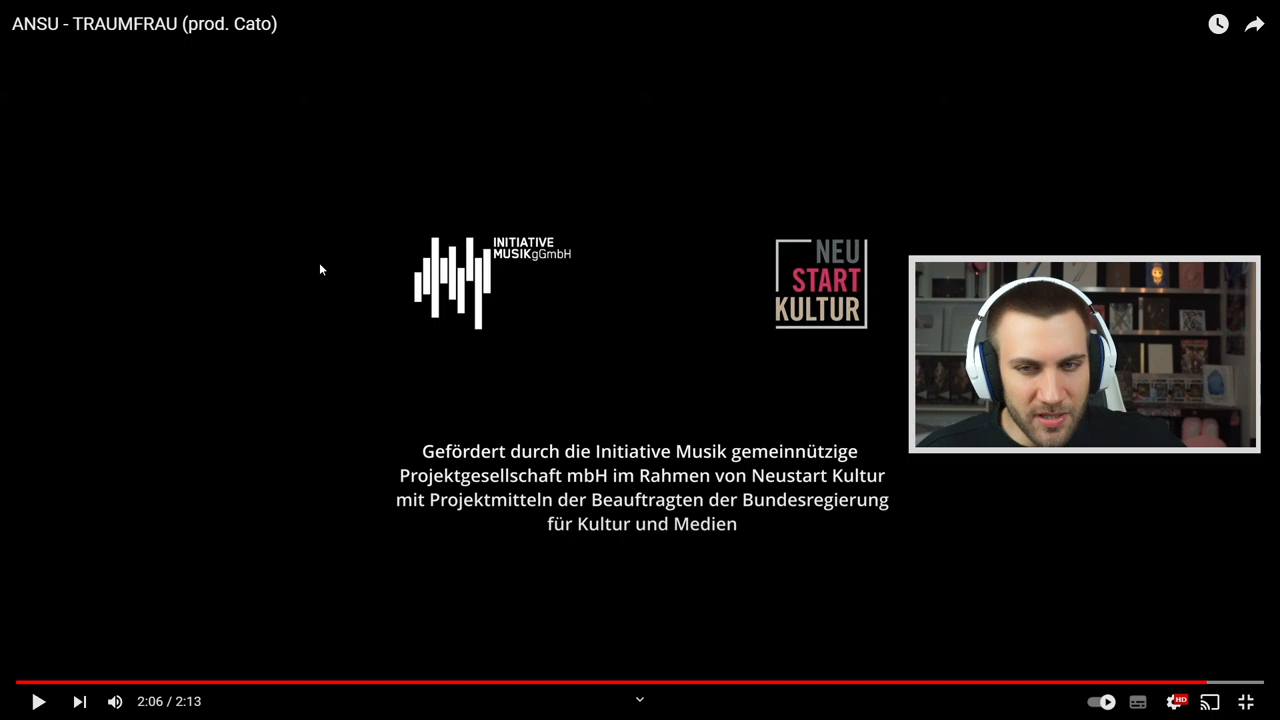 ANSU - TRAUMFRAU (prod. Cato)
INITIATIVE
MUSIKgGmbH
NEU
START
KULTUR
Gefördert durch die Initiative Musik gemeinnützige
Projektgesellschaft mbH im Rahmen von Neustart Kultur
mit Projektmitteln der Beauftragten der Bundesregierung
für Kultur und Medien
2:06 / 2:13
HD